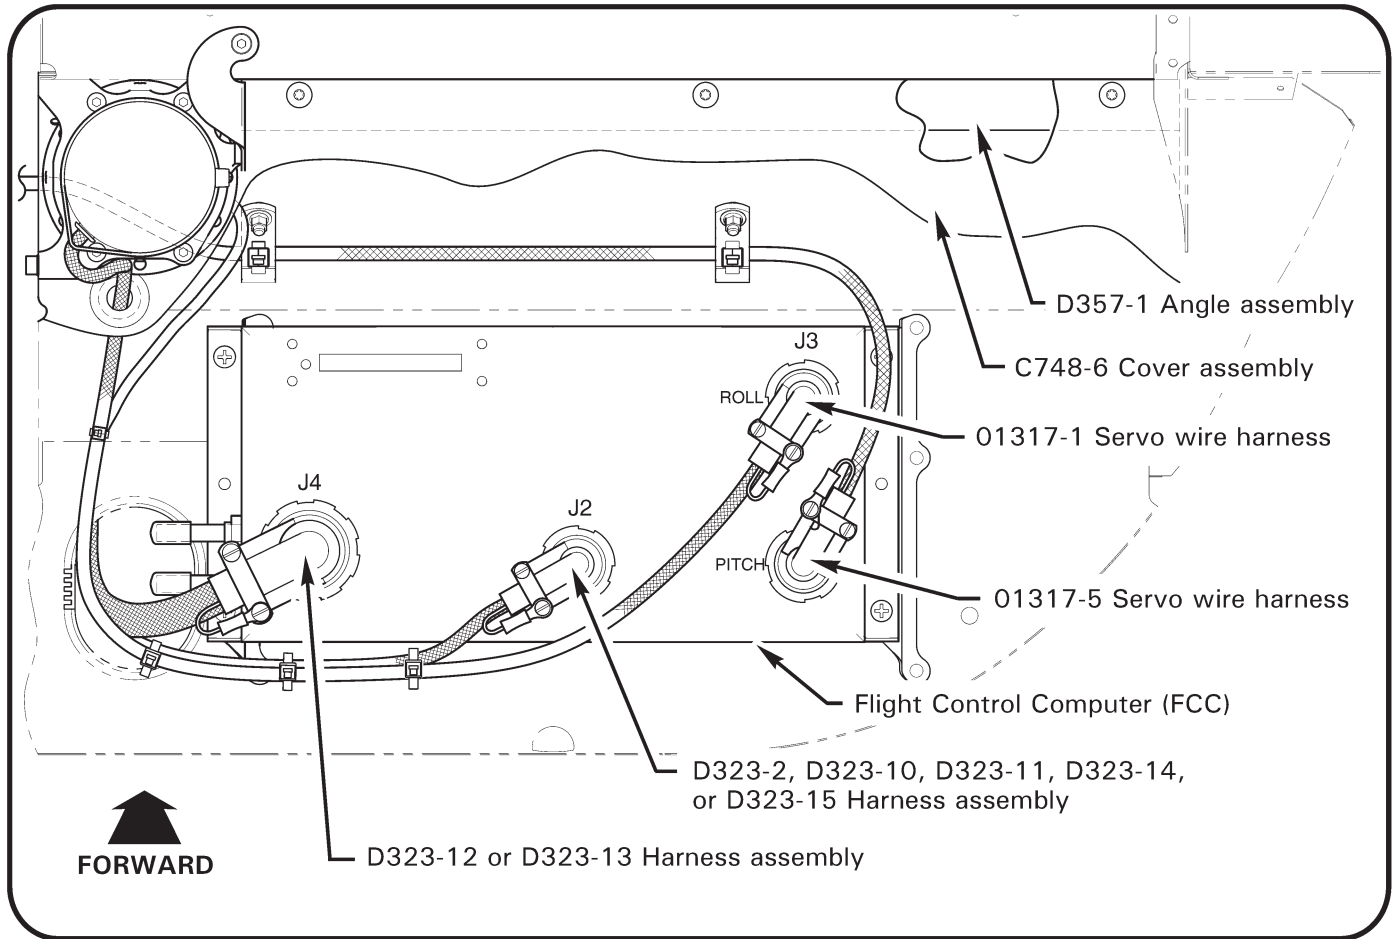 D357-1 Angle assembly
J3
C748-6 Cover assembly
ROLL
01317-1 Servo wire harness
J4
J2
PITCH
01317-5 Servo wire harness
Flight Control Computer (FCC)
D323-2, D323-10, D323-11, D323-14,
or D323-15 Harness assembly
FORWARD
D323-12 or D323-13 Harness assembly